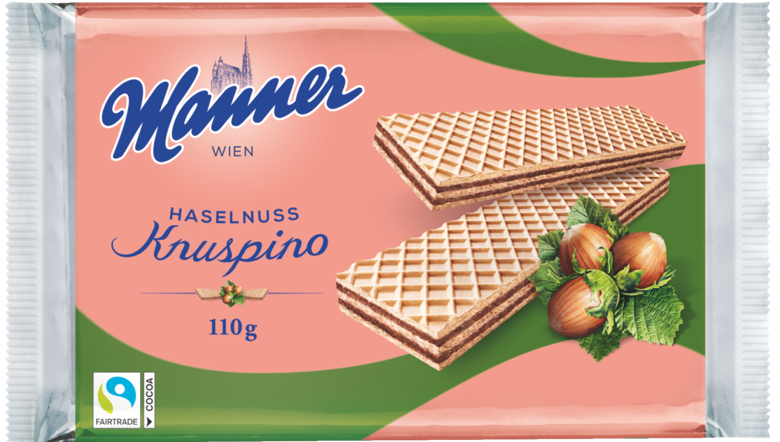 Manner
WIEN
HASELNUSS
Knuspino
110g
FAIRTRADE
COCOA